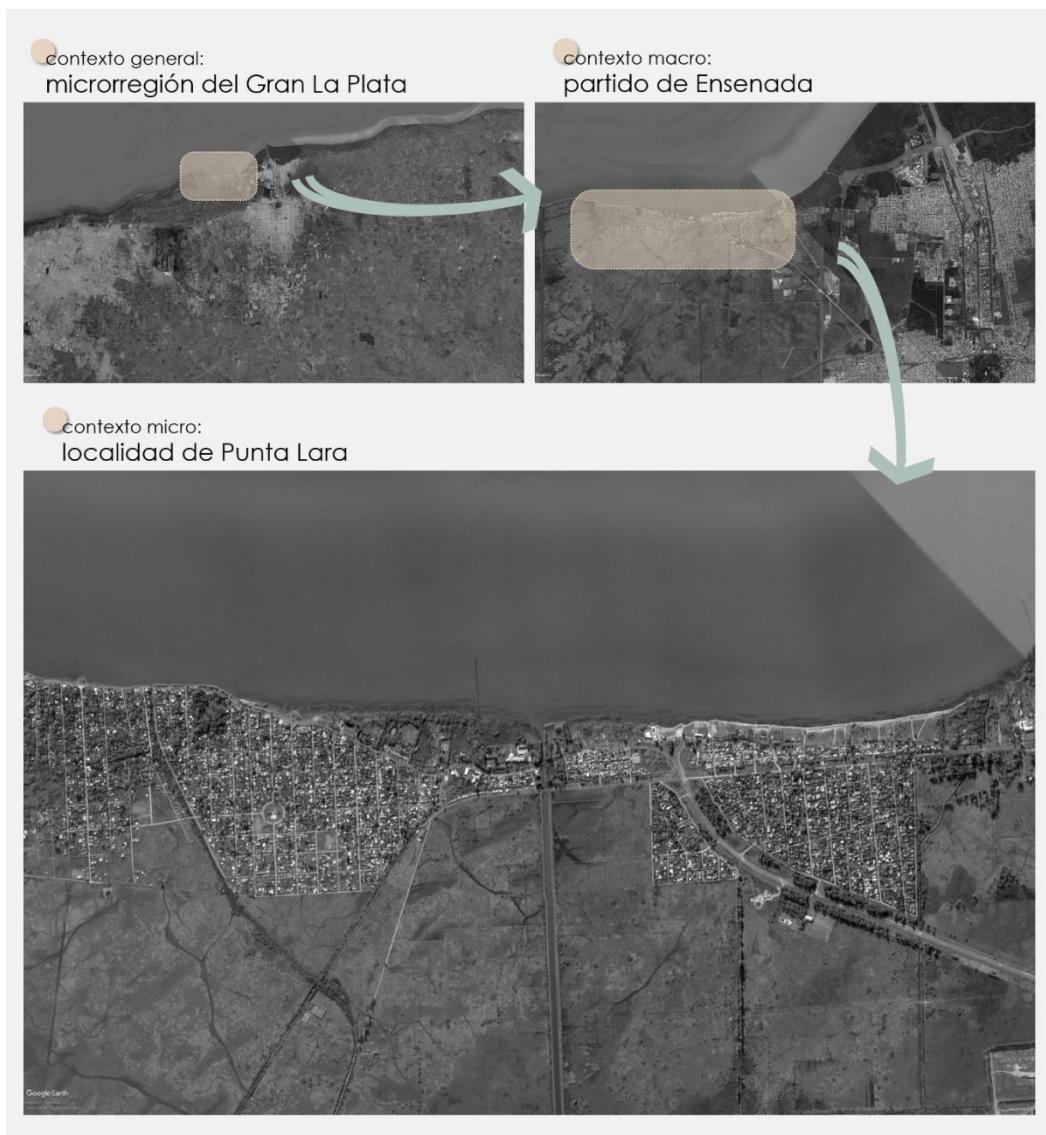 contexto general:
microrregión del Gran La Plata
contexto macro:
partido de Ensenada
contexto micro:
localidad de Punta Lara
Google Earth